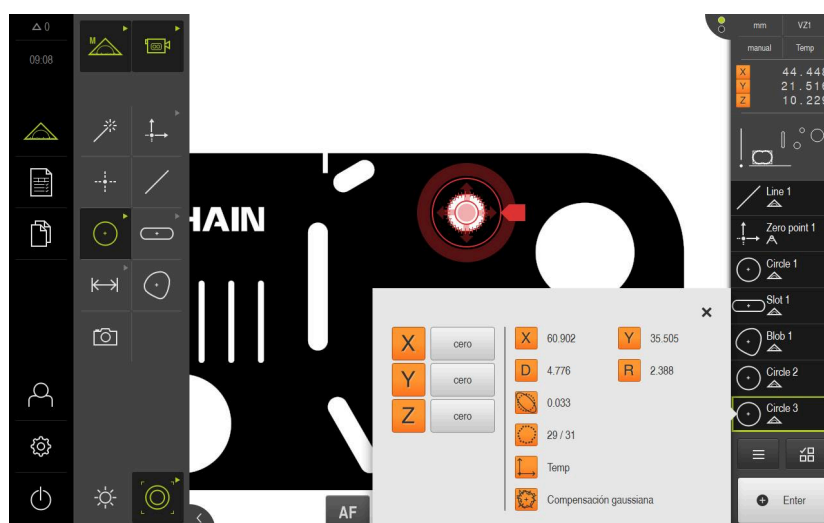 △ 0
09:08
M
HAIN
mm VZ1
manual Temp
X 44.448
Y 21.516
Z 10.229
Line 1
Zero point 1
Circle 1
Slot 1
Blob 1
Circle 2
Circle 3
Enter
AF
X cero
Y cero
Z cero
X 60.902 Y 35.505
D 4.776 R 2.388
0.033
29 / 31
Temp
Compensación gaussiana